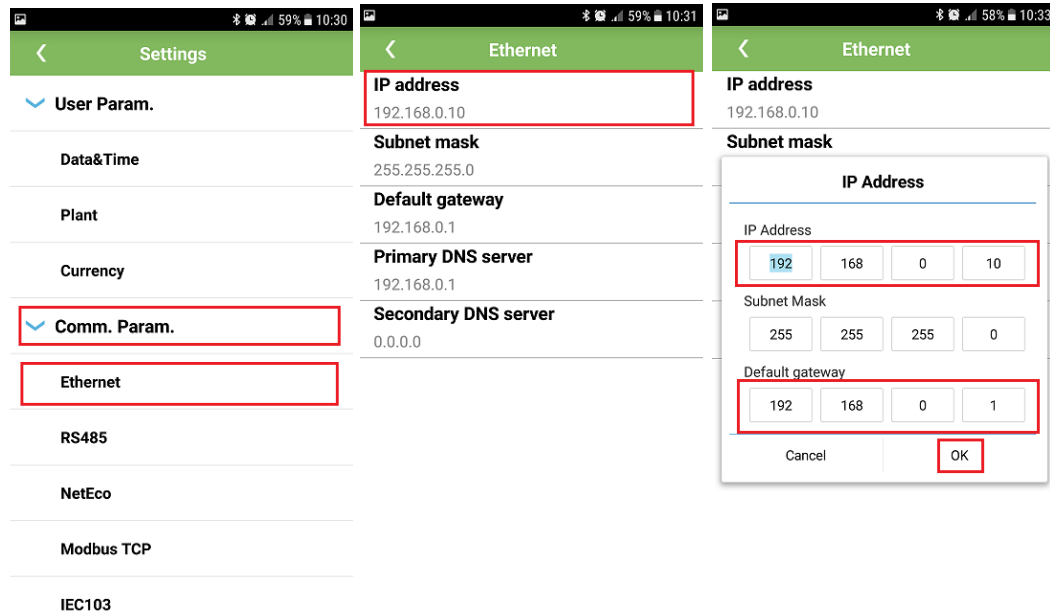 59% 10:30
Settings
User Param.
Data&Time
Plant
Currency
Comm. Param.
Ethernet
RS485
NetEco
Modbus TCP
IEC103
59% 10:31
Ethernet
IP address
192.168.0.10
Subnet mask
255.255.255.0
Default gateway
192.168.0.1
Primary DNS server
192.168.0.1
Secondary DNS server
0.0.0.0
58% 10:33
Ethernet
IP address
192.168.0.10
Subnet mask
IP Address
IP Address
192 168 0 10
Subnet Mask
255 255 255 0
Default gateway
192 168 0 1
Cancel OK